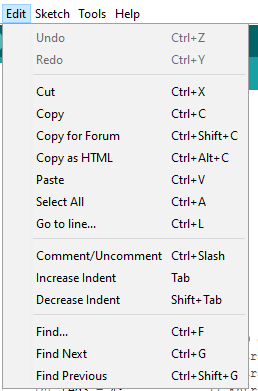 Edit Sketch Tools Help
Undo Ctrl+Z
Redo Ctrl+Y
Cut Ctrl+X
Copy Ctrl+C
Copy for Forum Ctrl+Shift+C
Copy as HTML Ctrl+Alt+C
Paste Ctrl+V
Select All Ctrl+A
Go to line... Ctrl+L
Comment/Uncomment Ctrl+Slash
Increase Indent Tab
Decrease Indent Shift+Tab
Find... Ctrl+F
Find Next Ctrl+G
Find Previous Ctrl+Shift+G